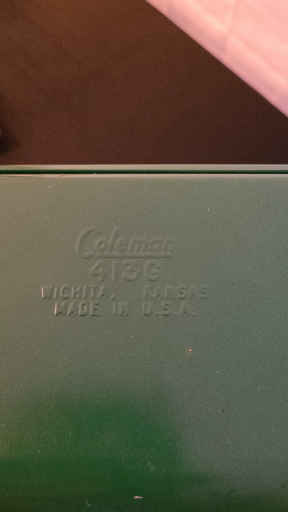 Coleman
413G
WICHITA, KANSAS
MADE IN U.S.A.